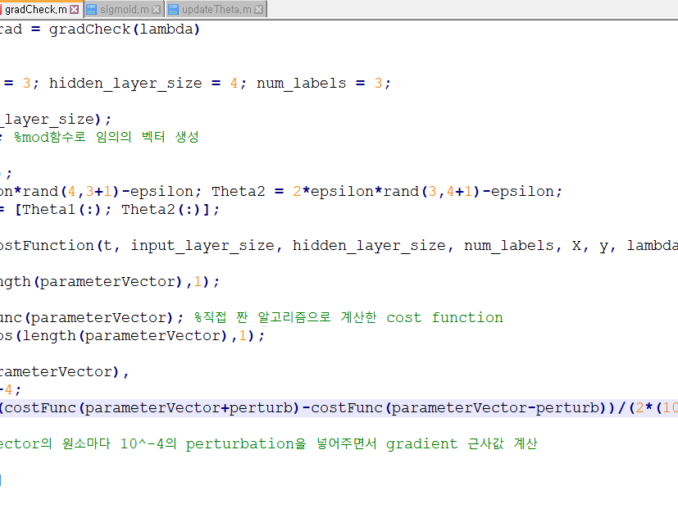 gradCheck.m sigmoid.m updateTheta.m
rad = gradCheck(lambda)
= 3; hidden_layer_size = 4; num_labels = 3;
_layer_size);
; %mod함수로 임의의 벡터 생성
);
on*rand(4,3+1)-epsilon; Theta2 = 2*epsilon*rand(3,4+1)-epsilon;
= [Theta1(:); Theta2(:)];
ostFunction(t, input_layer_size, hidden_layer_size, num_labels, X, y, lambda
ngth(parameterVector),1);
unc(parameterVector); %직접 짠 알고리즘으로 계산한 cost function
os(length(parameterVector),1);
rameterVector),
-4;
(costFunc(parameterVector+perturb)-costFunc(parameterVector-perturb))/(2*(10
ector의 원소마다 10^-4의 perturbation을 넣어주면서 gradient 근사값 계산